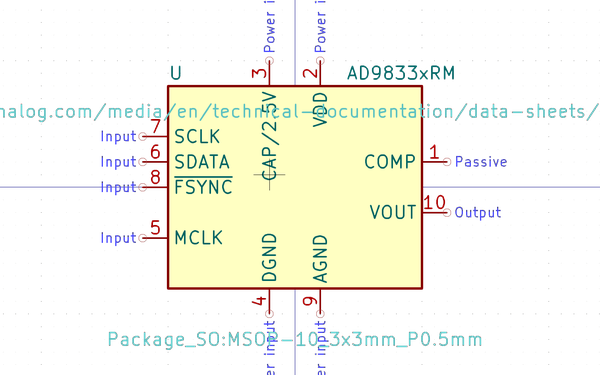 Power i
Power i
3
2
U
AD9833xRM
nalog.com/media/en/technical-documentation/data-sheets/
CAP/2.5V
VDD
Input 7 SCLK
Input 6 SDATA
COMP 1 Passive
Input 8 FSYNC
VOUT 10 Output
Input 5 MCLK
DGND
AGND
4
9
er input
er input
Package_SO:MSOP-10_3x3mm_P0.5mm